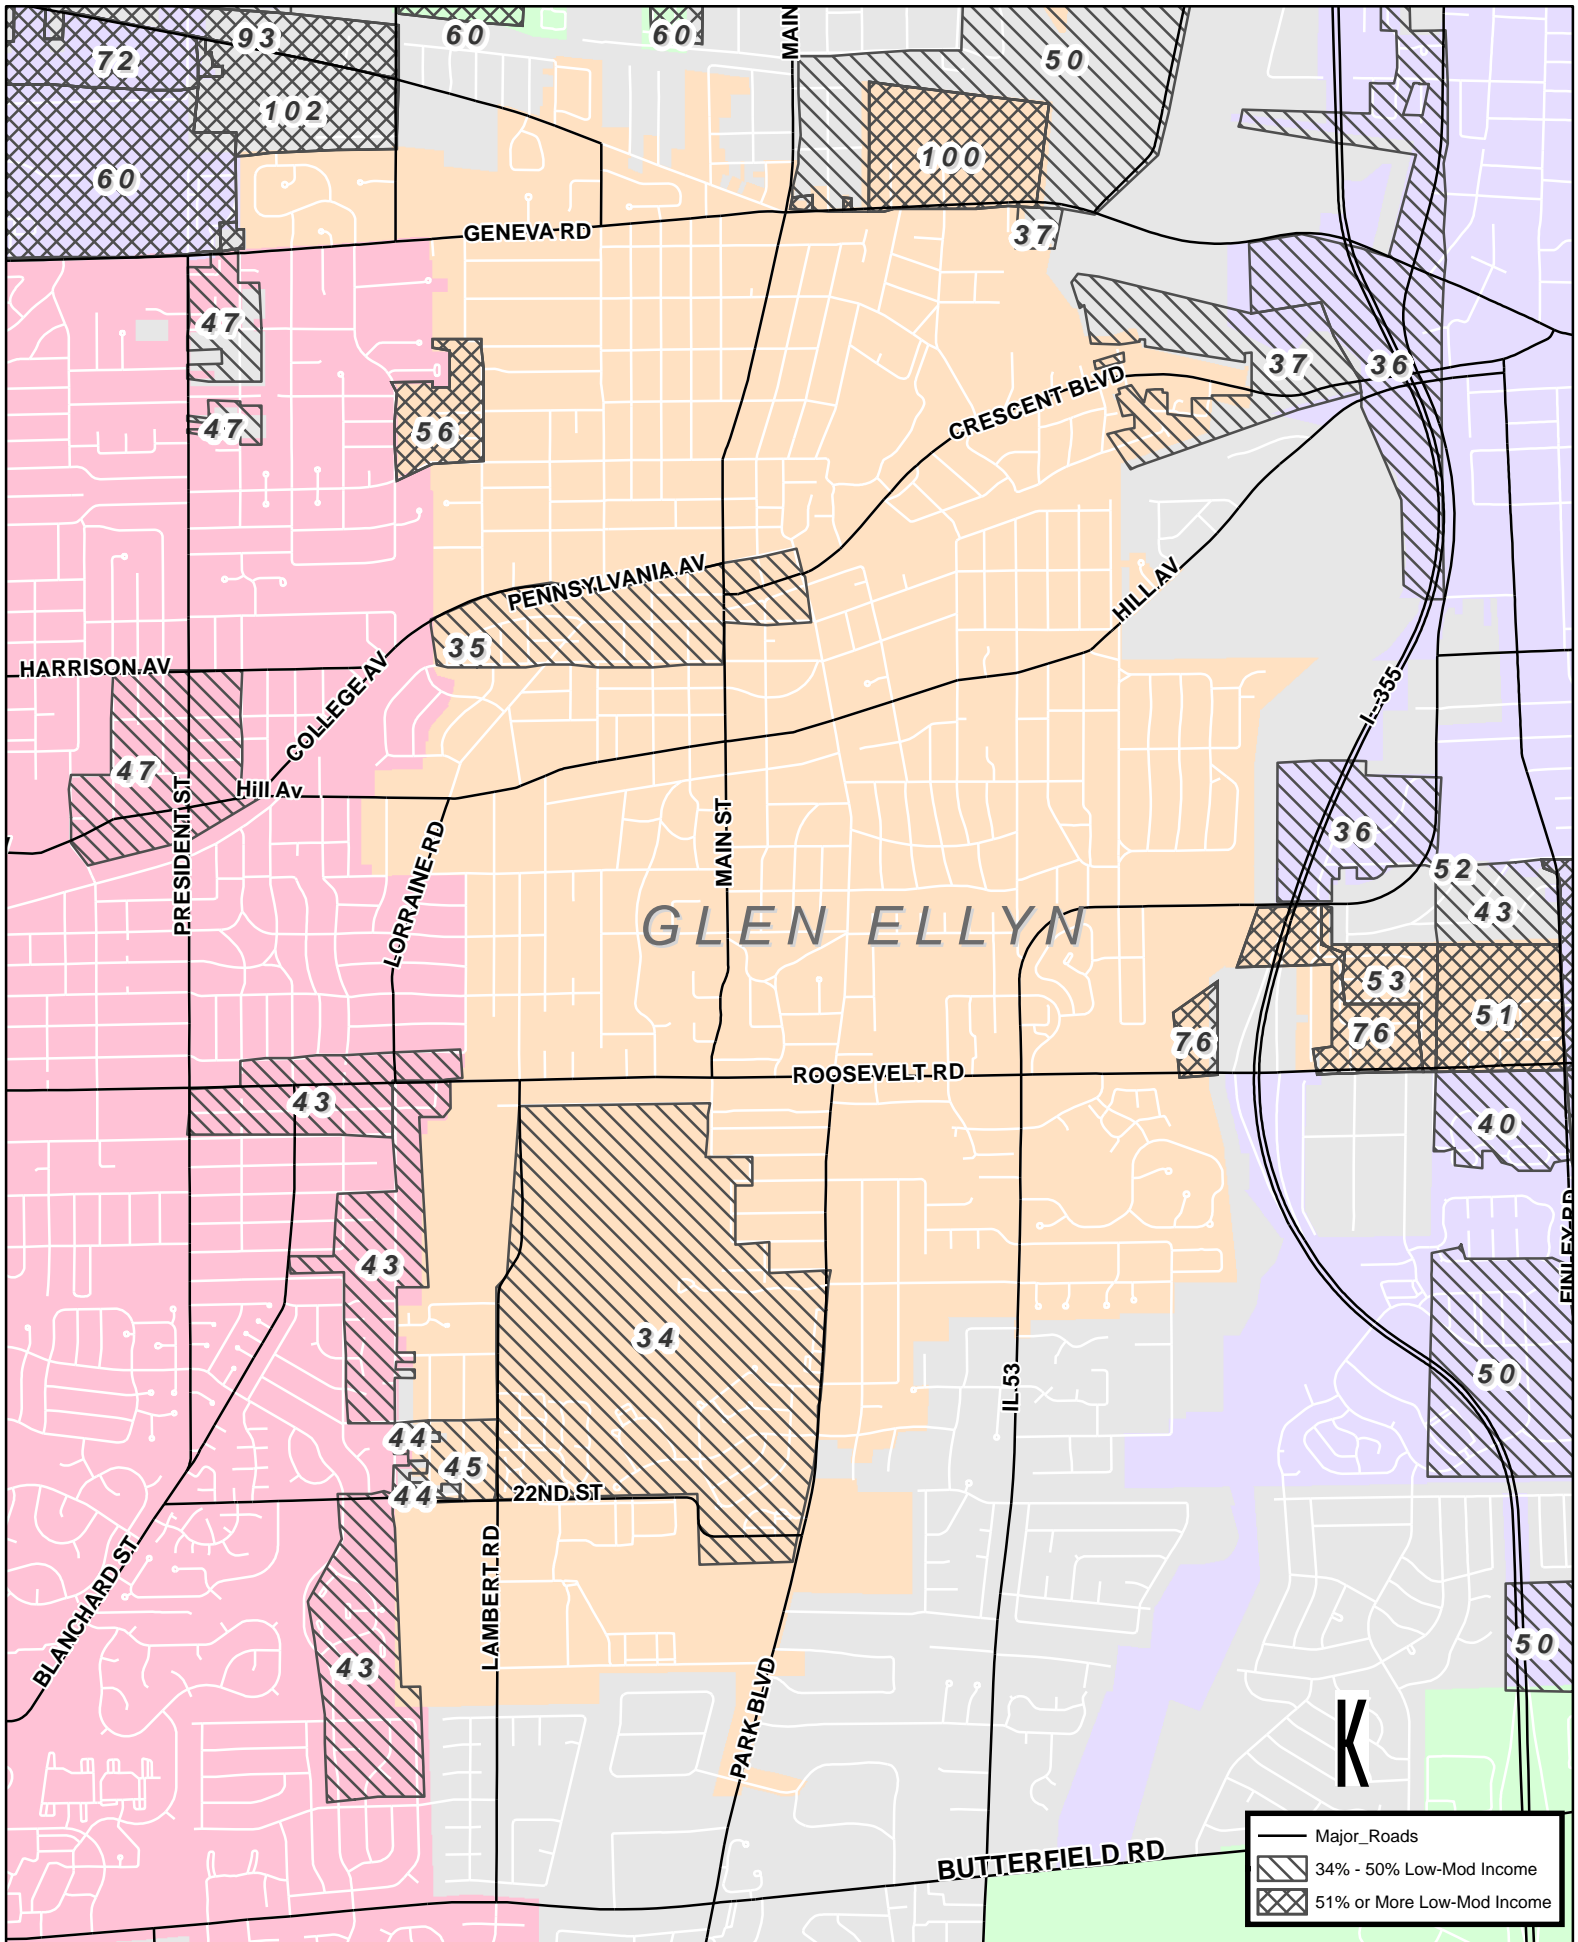 93
60
60
MAIN
50
72
102
100
60
GENEVA RD
37
47
37
36
CRESCENT BLVD
47
56
PENNSYLVANIA AV
HILL AV
35
HARRISON AV
COLLEGE AV
I--355
47
Hill Av
PRESIDENT ST
LORRAINE RD
MAIN ST
36
52
43
GLEN ELLYN
53
51
76
76
ROOSEVELT RD
43
40
FINLEY RD
43
34
50
IL 53
44
45
44
22ND ST
BLANCHARD ST
LAMBERT RD
43
PARK BLVD
50
K
Major_Roads
34% - 50% Low-Mod Income
51% or More Low-Mod Income
BUTTERFIELD RD